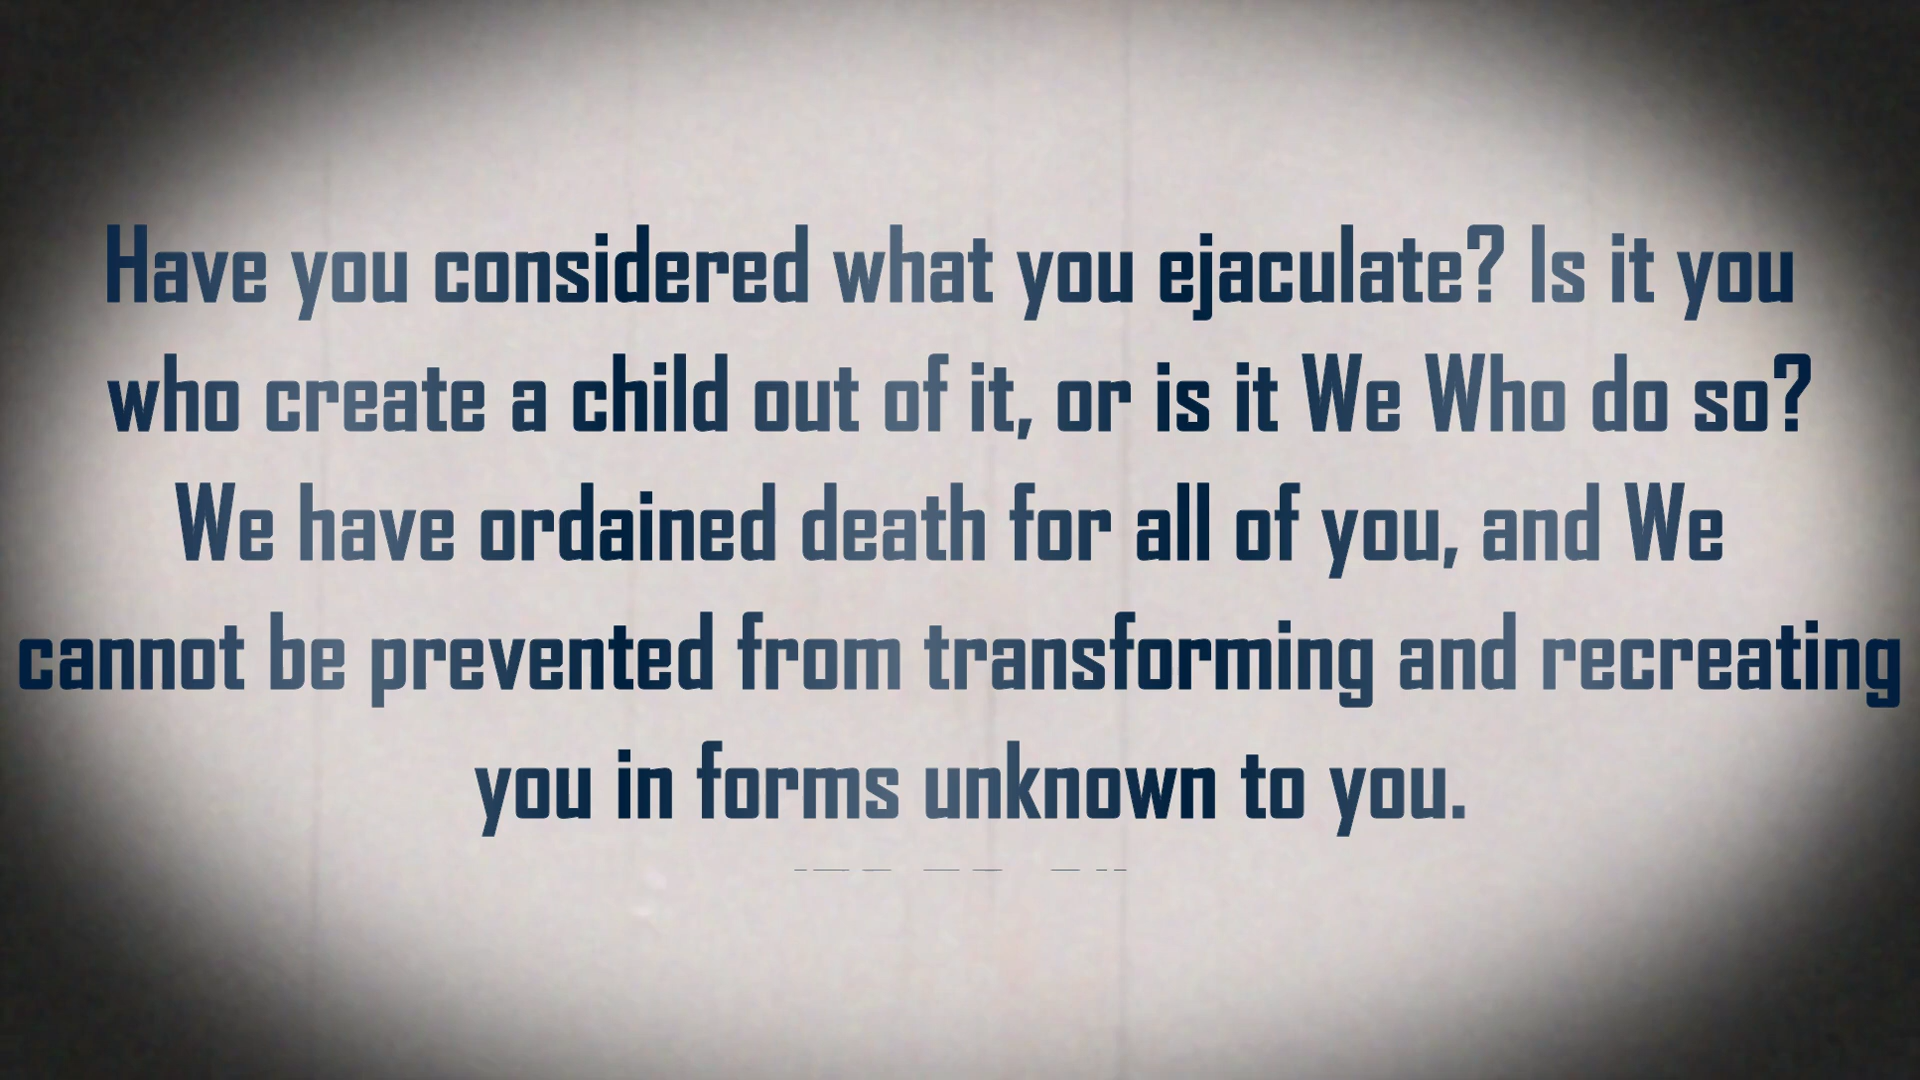 Have you considered what you ejaculate? Is it you
who create a child out of it, or is it We Who do so?
We have ordained death for all of you, and We
cannot be prevented from transforming and recreating
you in forms unknown to you.